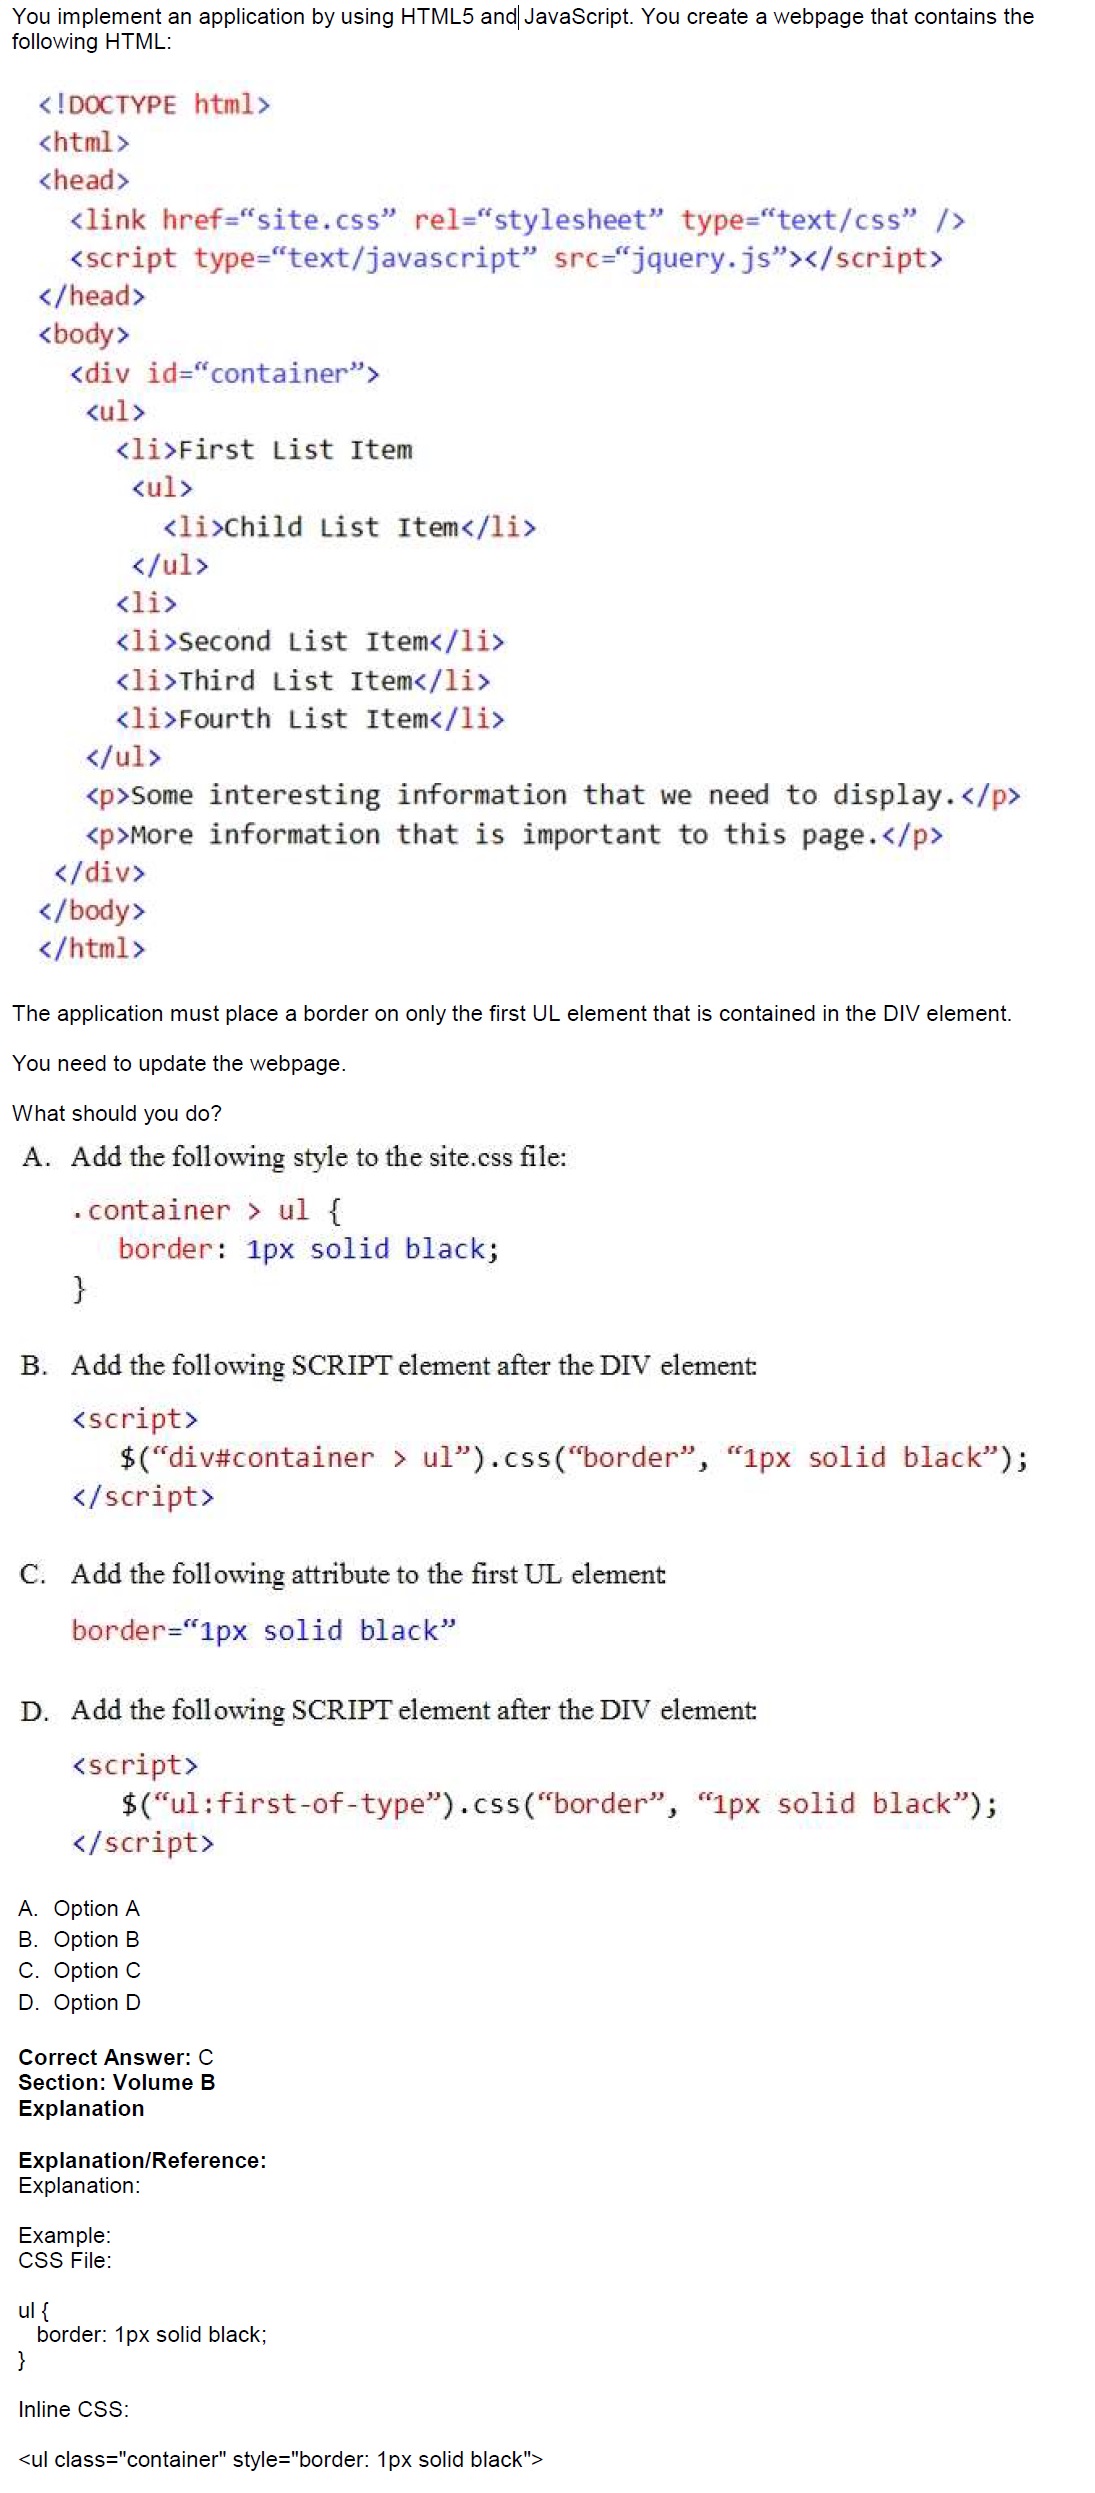 You implement an application by using HTML5 and JavaScript. You create a webpage that contains the
following HTML:
<!DOCTYPE html>
<html>
<head>
<link href=“site.css” rel=“stylesheet” type=“text/css” />
<script type=“text/javascript” src=“jquery.js”></script>
</head>
<body>
<div id=“container”>
<ul>
<li>First List Item
<ul>
<li>Child List Item</li>
</ul>
<li>
<li>Second List Item</li>
<li>Third List Item</li>
<li>Fourth List Item</li>
</ul>
<p>Some interesting information that we need to display.</p>
<p>More information that is important to this page.</p>
</div>
</body>
</html>
The application must place a border on only the first UL element that is contained in the DIV element.
You need to update the webpage.
What should you do?
A. Add the following style to the site.css file:
.container > ul {
border: 1px solid black;
}
B. Add the following SCRIPT element after the DIV element:
<script>
$(“div#container > ul”).css(“border”, “1px solid black”);
</script>
C. Add the following attribute to the first UL element
border=“1px solid black”
D. Add the following SCRIPT element after the DIV element:
<script>
$(“ul:first-of-type”).css(“border”, “1px solid black”);
</script>
A. Option A
B. Option B
C. Option C
D. Option D
Correct Answer: C
Section: Volume B
Explanation
Explanation/Reference:
Explanation:
Example:
CSS File:
ul {
border: 1px solid black;
}
Inline CSS:
<ul class="container" style="border: 1px solid black">